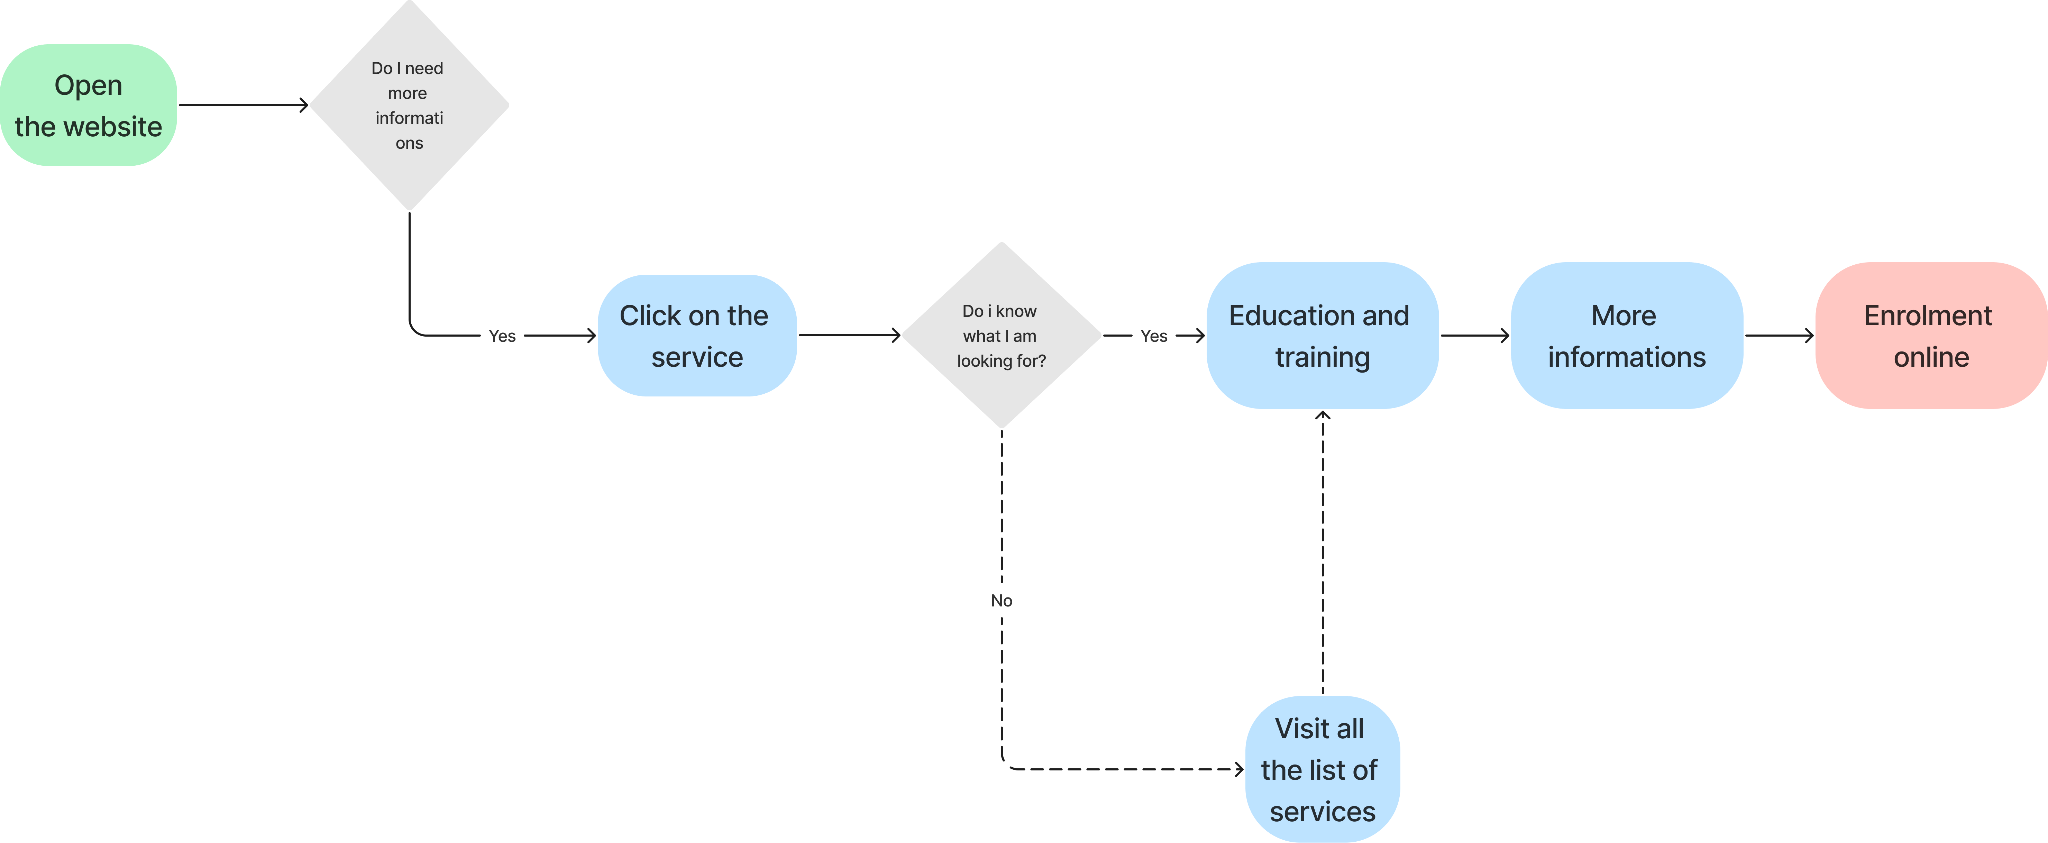 Open
the website
Do I need
more
informati
ons
Yes
Click on the
service
Do i know
what I am
looking for?
Yes
Education and
training
More
informations
Enrolment
online
No
Visit all
the list of
services